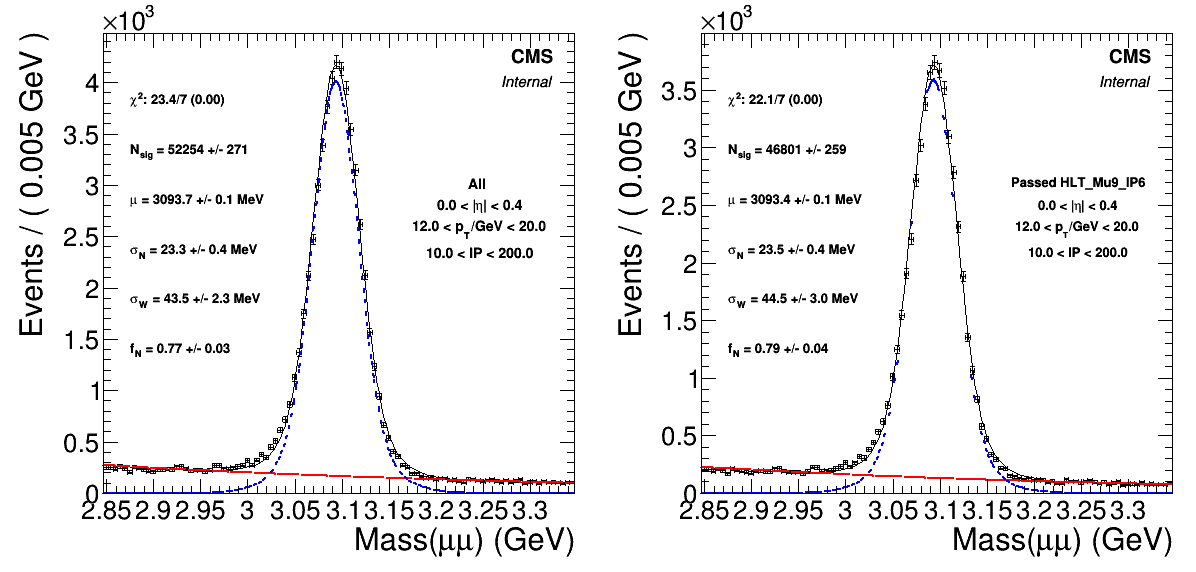 ×10³
CMS
Internal
χ²: 23.4/7 (0.00)
N_sig = 52254 +/- 271
μ = 3093.7 +/- 0.1 MeV
σ_N = 23.3 +/- 0.4 MeV
σ_W = 43.5 +/- 2.3 MeV
f_N = 0.77 +/- 0.03
All
0.0 < |η| < 0.4
12.0 < p_T/GeV < 20.0
10.0 < IP < 200.0
Events / ( 0.005 GeV )
4
3.5
3
2.5
2
1.5
1
0.5
0
2.85 2.9 2.95 3 3.05 3.1 3.15 3.2 3.25 3.3
Mass(μμ) (GeV)
×10³
CMS
Internal
χ²: 22.1/7 (0.00)
N_sig = 46801 +/- 259
μ = 3093.4 +/- 0.1 MeV
σ_N = 23.5 +/- 0.4 MeV
σ_W = 44.5 +/- 3.0 MeV
f_N = 0.79 +/- 0.04
Passed HLT_Mu9_IP6
0.0 < |η| < 0.4
12.0 < p_T/GeV < 20.0
10.0 < IP < 200.0
Events / ( 0.005 GeV )
3.5
3
2.5
2
1.5
1
0.5
0
2.85 2.9 2.95 3 3.05 3.1 3.15 3.2 3.25 3.3
Mass(μμ) (GeV)